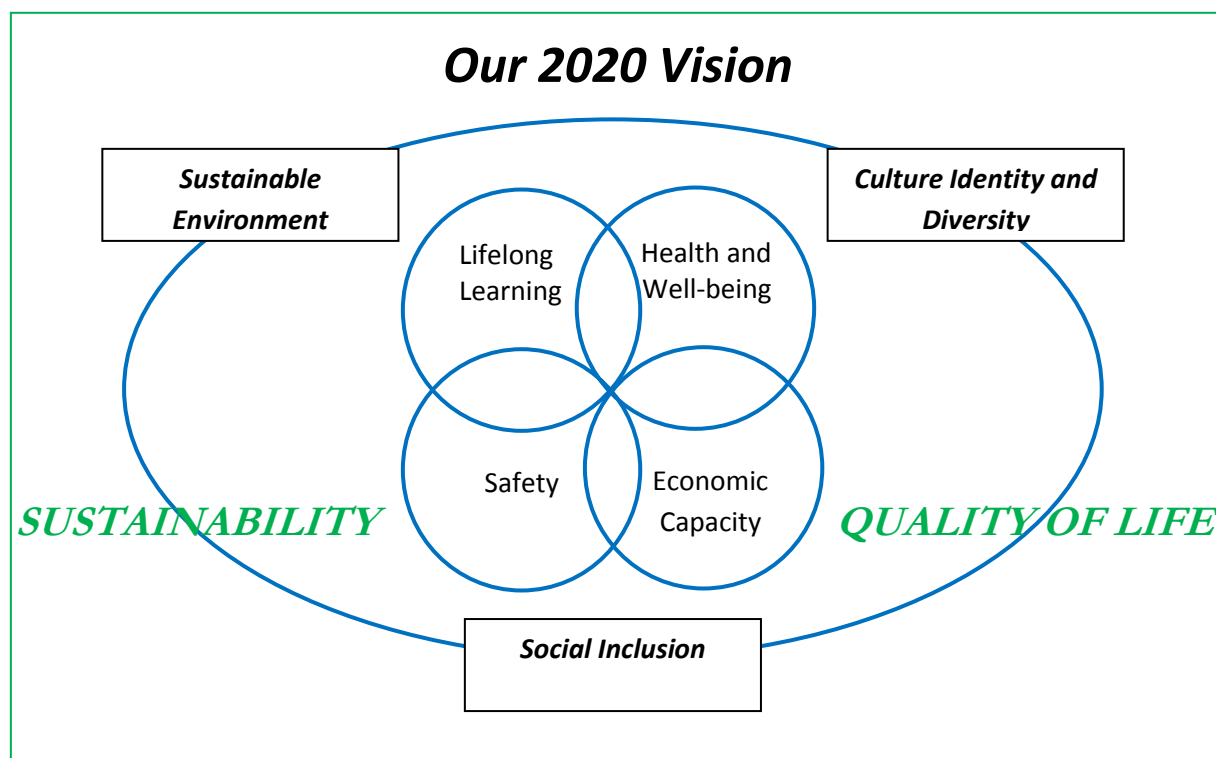 Our 2020 Vision
Sustainable
Environment
Culture Identity and
Diversity
Lifelong
Learning
Health and
Well-being
Safety
Economic
Capacity
SUSTAINABILITY
QUALITY OF LIFE
Social Inclusion